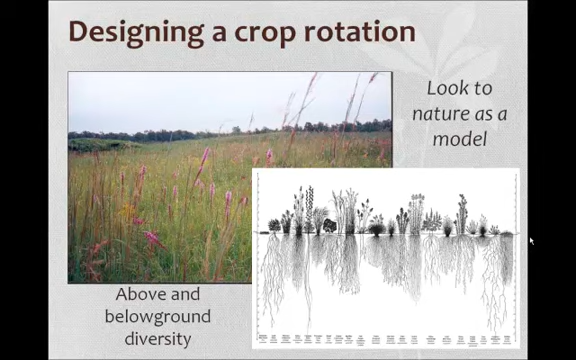 Designing a crop rotation
Look to
nature as a
model
Above and
belowground
diversity